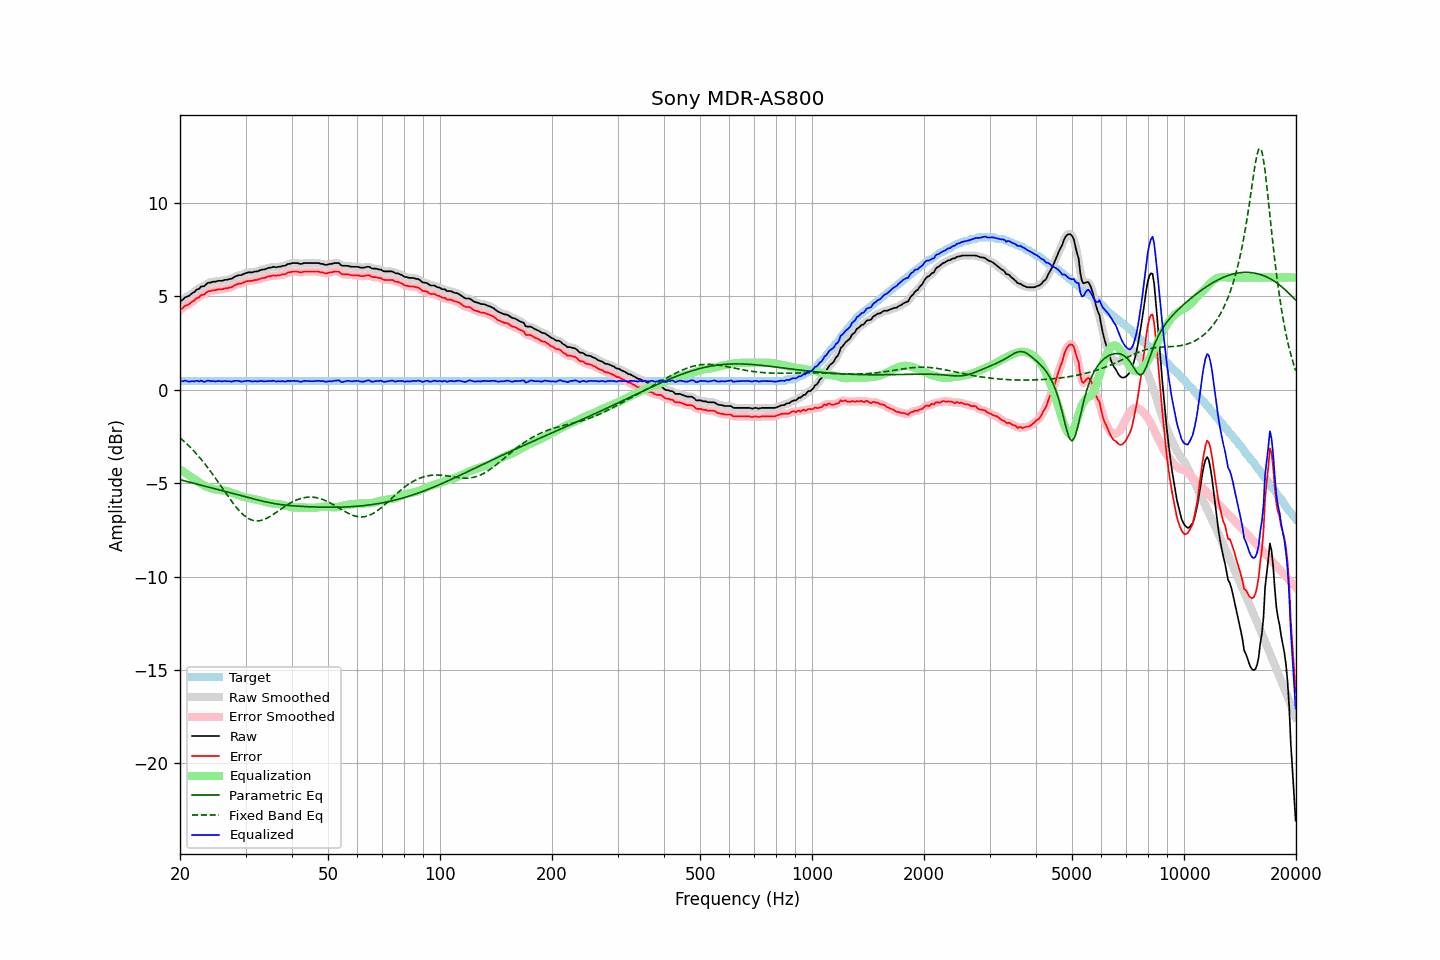 Sony MDR-AS800
Amplitude (dBr)
10
5
0
−5
−10
−15
−20
Target
Raw Smoothed
Error Smoothed
Raw
Error
Equalization
Parametric Eq
Fixed Band Eq
Equalized
20 50 100 200 500 1000 2000 5000 10000 20000
Frequency (Hz)